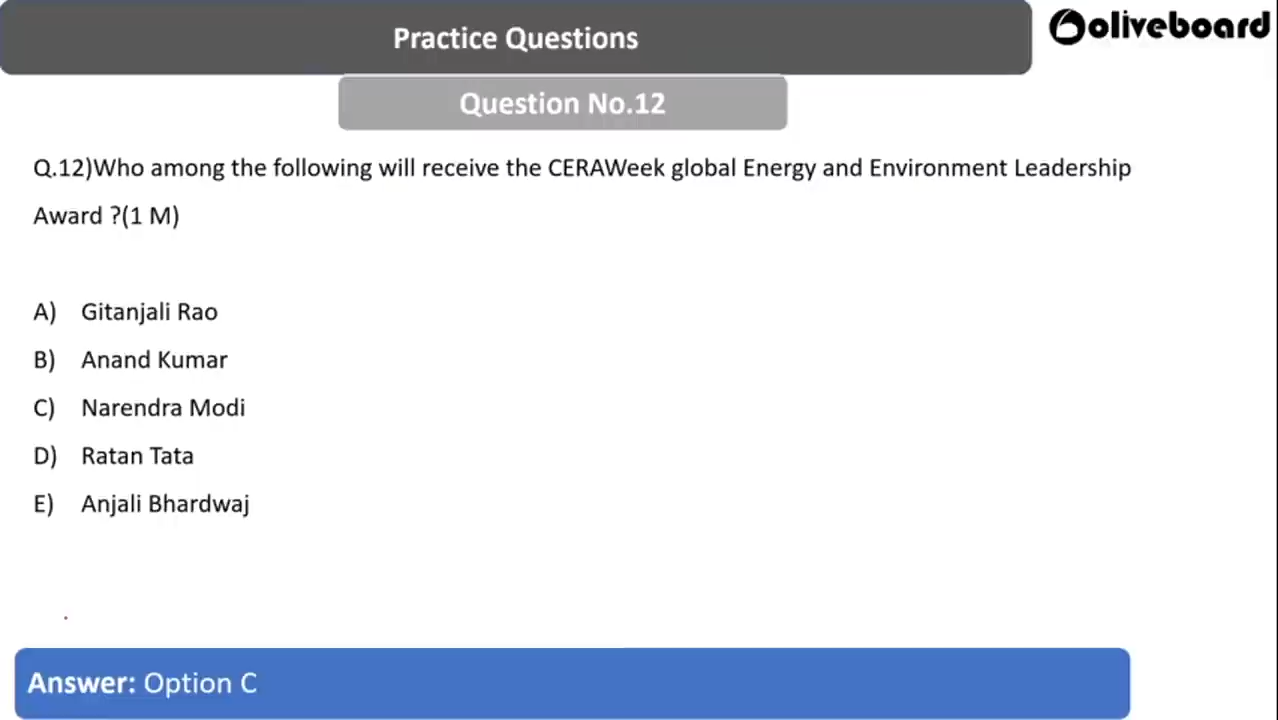 Practice Questions
oliveboard
Question No.12
Q.12)Who among the following will receive the CERAWeek global Energy and Environment Leadership
Award ?(1 M)
A) Gitanjali Rao
B) Anand Kumar
C) Narendra Modi
D) Ratan Tata
E) Anjali Bhardwaj
Answer: Option C